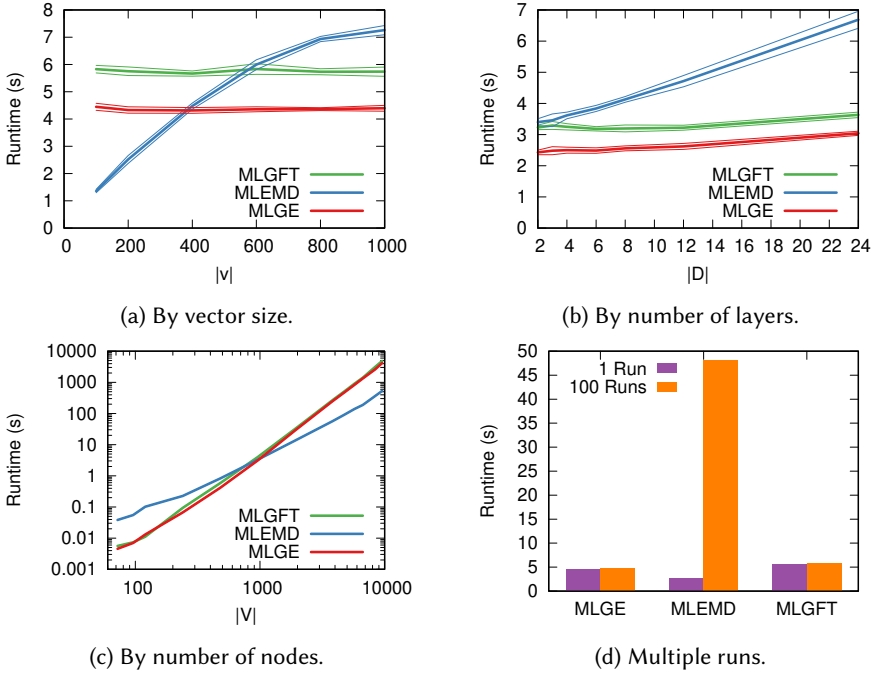 8
7
6
5
4
3
2
1
0
Runtime (s)
MLGFT
MLEMD
MLGE
0 200 400 600 800 1000
|v|
(a) By vector size.
7
6
5
4
3
2
1
0
Runtime (s)
MLGFT
MLEMD
MLGE
2 4 6 8 10 12 14 16 18 20 22 24
|D|
(b) By number of layers.
10000
1000
100
10
1
0.1
0.01
0.001
Runtime (s)
MLGFT
MLEMD
MLGE
100 1000 10000
|V|
(c) By number of nodes.
50
45
40
35
30
25
20
15
10
5
0
Runtime (s)
1 Run
100 Runs
MLGE MLEMD MLGFT
(d) Multiple runs.